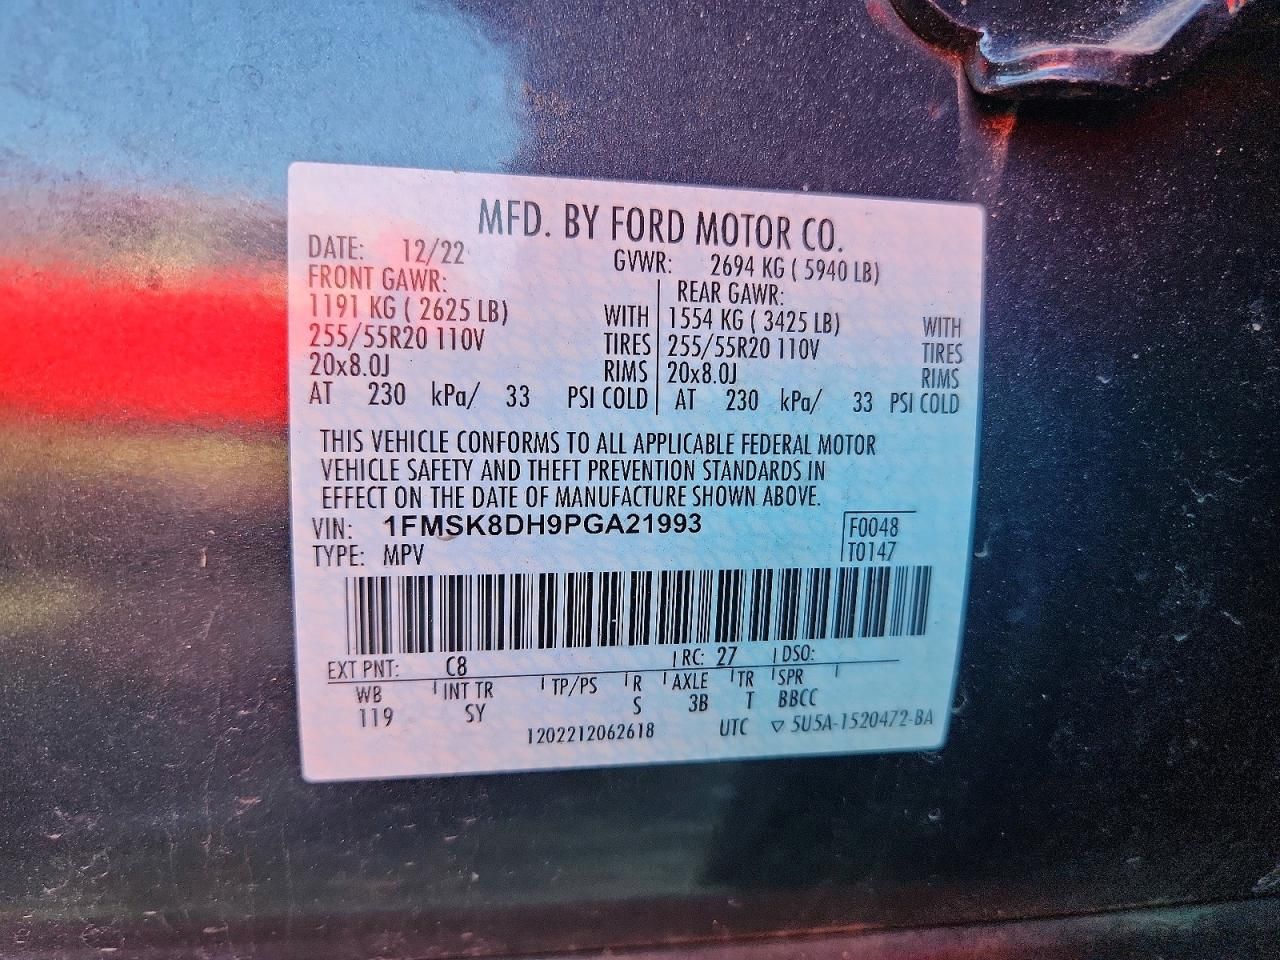 MFD. BY FORD MOTOR CO.
DATE: 12/22 GVWR: 2694 KG ( 5940 LB)
FRONT GAWR: REAR GAWR:
1191 KG ( 2625 LB) WITH 1554 KG ( 3425 LB) WITH
255/55R20 110V TIRES 255/55R20 110V TIRES
20x8.0J RIMS 20x8.0J RIMS
AT 230 kPa/ 33 PSI COLD AT 230 kPa/ 33 PSI COLD
THIS VEHICLE CONFORMS TO ALL APPLICABLE FEDERAL MOTOR
VEHICLE SAFETY AND THEFT PREVENTION STANDARDS IN
EFFECT ON THE DATE OF MANUFACTURE SHOWN ABOVE.
VIN: 1FMSK8DH9PGA21993 F0048
TYPE: MPV T0147
EXT PNT: C8 RC: 27 DSO:
WB INT TR TP/PS R AXLE TR SPR
119 SY S 3B T BBCC
1202212062618 UTC ▽ 5U5A-1520472-BA